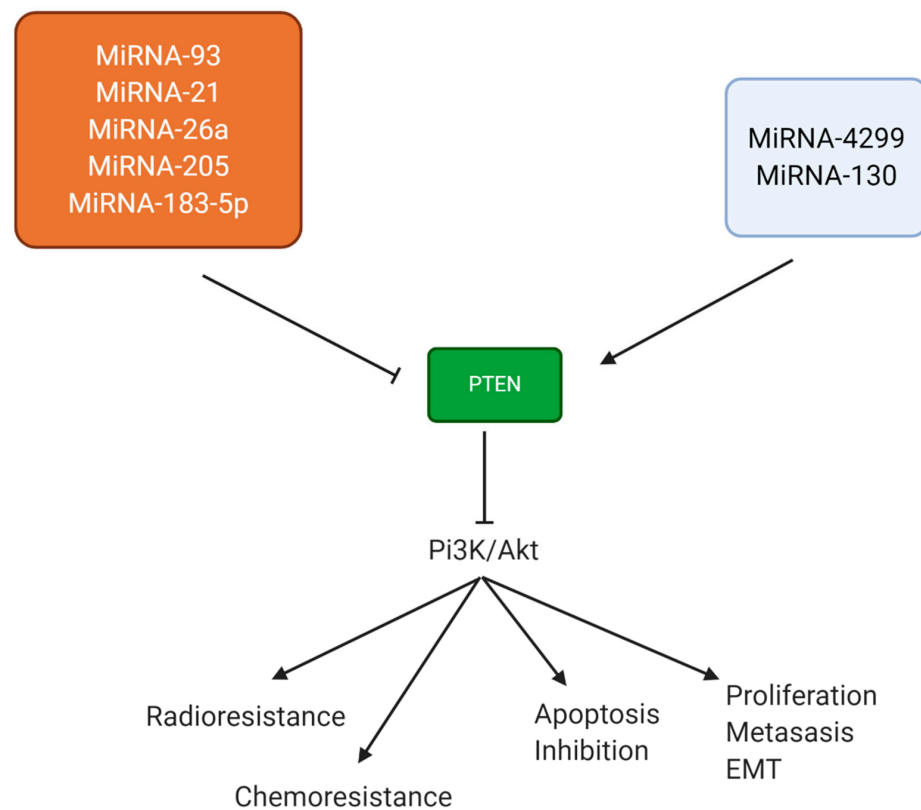 MiRNA-93
MiRNA-21
MiRNA-26a
MiRNA-205
MiRNA-183-5p
MiRNA-4299
MiRNA-130
PTEN
Pi3K/Akt
Radioresistance
Chemoresistance
Apoptosis
Inhibition
Proliferation
Metasasis
EMT